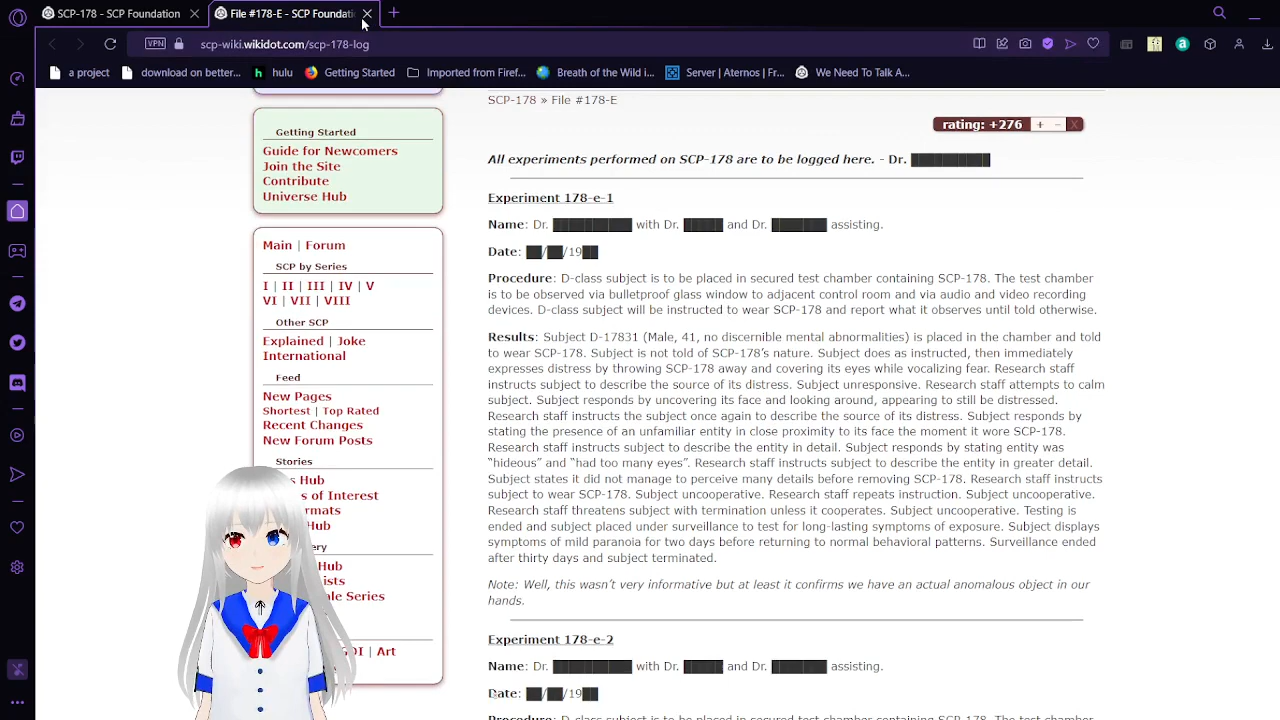 SCP-178 - SCP Foundation
File #178-E - SCP Foundati
VPN
scp-wiki.wikidot.com/scp-178-log
a project
download on better...
hulu
Getting Started
Imported from Firef...
Breath of the Wild i...
Server | Aternos | Fr...
We Need To Talk A...
Getting Started
Guide for Newcomers
Join the Site
Contribute
Universe Hub
Main | Forum
SCP by Series
I | II | III | IV | V
VI | VII | VIII
Other SCP
Explained | Joke
International
Feed
New Pages
Shortest | Top Rated
Recent Changes
New Forum Posts
Stories
s Hub
s of Interest
rmats
Hub
ery
Hub
ists
ale Series
GOI | Art
SCP-178 » File #178-E
rating: +276 + – X
All experiments performed on SCP-178 are to be logged here. - Dr. ██████████
Experiment 178-e-1
Name: Dr. ██████████ with Dr. █████ and Dr. ███████ assisting.
Date: ██/██/19██
Procedure: D-class subject is to be placed in secured test chamber containing SCP-178. The test chamber
is to be observed via bulletproof glass window to adjacent control room and via audio and video recording
devices. D-class subject will be instructed to wear SCP-178 and report what it observes until told otherwise.
Results: Subject D-17831 (Male, 41, no discernible mental abnormalities) is placed in the chamber and told
to wear SCP-178. Subject is not told of SCP-178’s nature. Subject does as instructed, then immediately
expresses distress by throwing SCP-178 away and covering its eyes while vocalizing fear. Research staff
instructs subject to describe the source of its distress. Subject unresponsive. Research staff attempts to calm
subject. Subject responds by uncovering its face and looking around, appearing to still be distressed.
Research staff instructs the subject once again to describe the source of its distress. Subject responds by
stating the presence of an unfamiliar entity in close proximity to its face the moment it wore SCP-178.
Research staff instructs subject to describe the entity in detail. Subject responds by stating entity was
“hideous” and “had too many eyes”. Research staff instructs subject to describe the entity in greater detail.
Subject states it did not manage to perceive many details before removing SCP-178. Research staff instructs
subject to wear SCP-178. Subject uncooperative. Research staff repeats instruction. Subject uncooperative.
Research staff threatens subject with termination unless it cooperates. Subject uncooperative. Testing is
ended and subject placed under surveillance to test for long-lasting symptoms of exposure. Subject displays
symptoms of mild paranoia for two days before returning to normal behavioral patterns. Surveillance ended
after thirty days and subject terminated.
Note: Well, this wasn’t very informative but at least it confirms we have an actual anomalous object in our
hands.
Experiment 178-e-2
Name: Dr. ██████████ with Dr. █████ and Dr. ███████ assisting.
Date: ██/██/19██